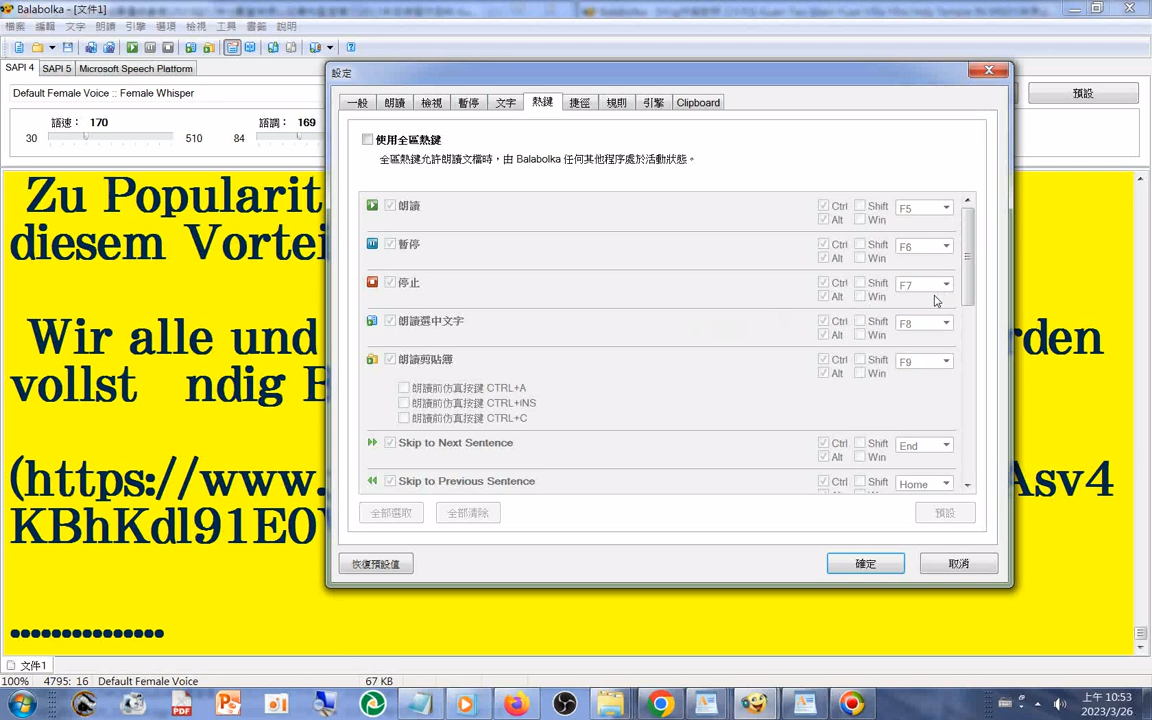 Balabolka - [文件1]
檔案 編輯 文字 朗讀 引擎 選項 檢視 工具 書籤 說明
SAPI 4 SAPI 5 Microsoft Speech Platform
Default Female Voice :: Female Whisper
預設
語速： 170 語調： 169
30 510 84
Zu Popularit
diesem Vorte
Wir alle und rden
vollst ndig B
(https://www. Asv4
KBhKdl91E0
•••••••••••••••
設定
一般 朗讀 檢視 暫停 文字 熱鍵 捷徑 規則 引擎 Clipboard
使用全區熱鍵
全區熱鍵允許朗讀文檔時，由 Balabolka 任何其他程序處於活動狀態。
朗讀 Ctrl Shift F5
Alt Win
暫停 Ctrl Shift F6
Alt Win
停止 Ctrl Shift F7
Alt Win
朗讀選中文字 Ctrl Shift F8
Alt Win
朗讀剪貼簿 Ctrl Shift F9
Alt Win
朗讀前仿真按鍵 CTRL+A
朗讀前仿真按鍵 CTRL+INS
朗讀前仿真按鍵 CTRL+C
Skip to Next Sentence Ctrl Shift End
Alt Win
Skip to Previous Sentence Ctrl Shift Home
全部選取 全部清除 預設
恢復預設值 確定 取消
文件1
100% 4795: 16 Default Female Voice 67 KB
上午 10:53
2023/3/26